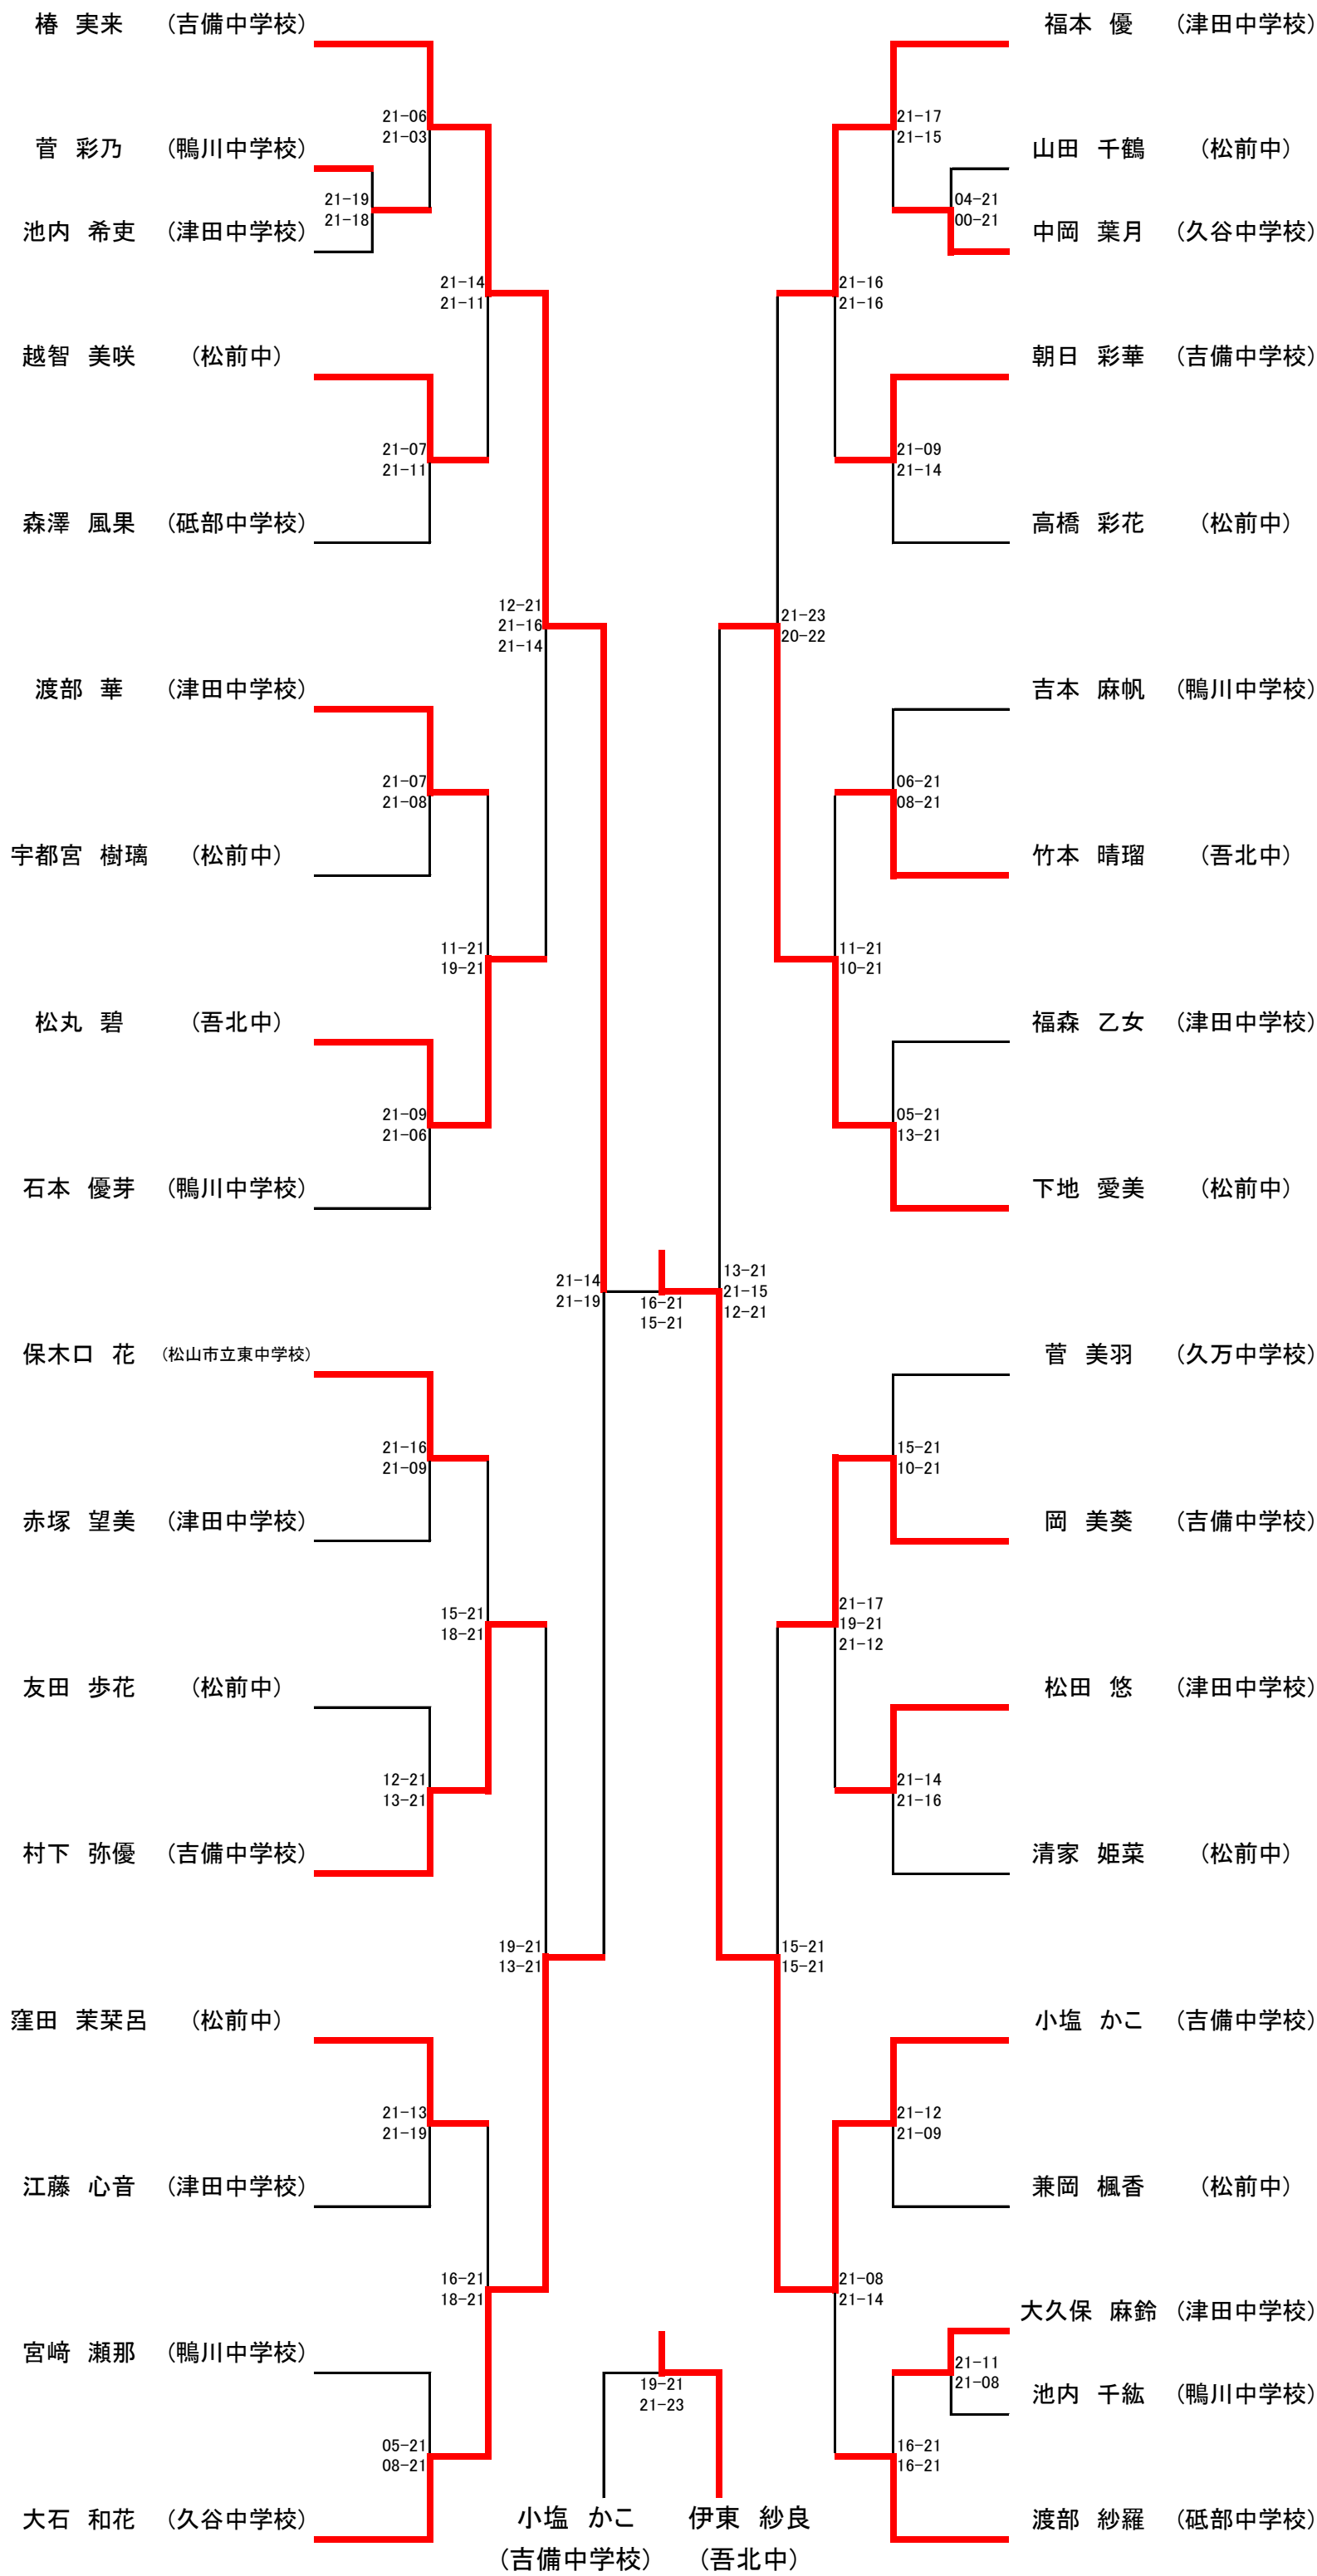 椿 実来 (吉備中学校)
福本 優 (津田中学校)
21-06
21-03
21-17
21-15
菅 彩乃 (鴨川中学校)
山田 千鶴 (松前中)
21-19
21-18
04-21
00-21
池内 希吏 (津田中学校)
中岡 葉月 (久谷中学校)
21-14
21-11
21-16
21-16
越智 美咲 (松前中)
朝日 彩華 (吉備中学校)
21-07
21-11
21-09
21-14
森澤 風果 (砥部中学校)
高橋 彩花 (松前中)
12-21
21-16
21-14
21-23
20-22
渡部 華 (津田中学校)
吉本 麻帆 (鴨川中学校)
21-07
21-08
06-21
08-21
宇都宮 樹璃 (松前中)
竹本 晴瑠 (吾北中)
11-21
19-21
11-21
10-21
松丸 碧 (吾北中)
福森 乙女 (津田中学校)
21-09
21-06
05-21
13-21
石本 優芽 (鴨川中学校)
下地 愛美 (松前中)
21-14
21-19
16-21
15-21
13-21
21-15
12-21
保木口 花 (松山市立東中学校)
菅 美羽 (久万中学校)
21-16
21-09
15-21
10-21
赤塚 望美 (津田中学校)
岡 美葵 (吉備中学校)
15-21
18-21
21-17
19-21
21-12
友田 歩花 (松前中)
松田 悠 (津田中学校)
12-21
13-21
21-14
21-16
村下 弥優 (吉備中学校)
清家 姫菜 (松前中)
19-21
13-21
15-21
15-21
窪田 茉栞呂 (松前中)
小塩 かこ (吉備中学校)
21-13
21-19
21-12
21-09
江藤 心音 (津田中学校)
兼岡 楓香 (松前中)
16-21
18-21
21-08
21-14
大久保 麻鈴 (津田中学校)
宮﨑 瀬那 (鴨川中学校)
21-11
21-08
19-21
21-23
池内 千紘 (鴨川中学校)
05-21
08-21
16-21
16-21
大石 和花 (久谷中学校)
小塩 かこ 伊東 紗良
渡部 紗羅 (砥部中学校)
(吉備中学校) (吾北中)